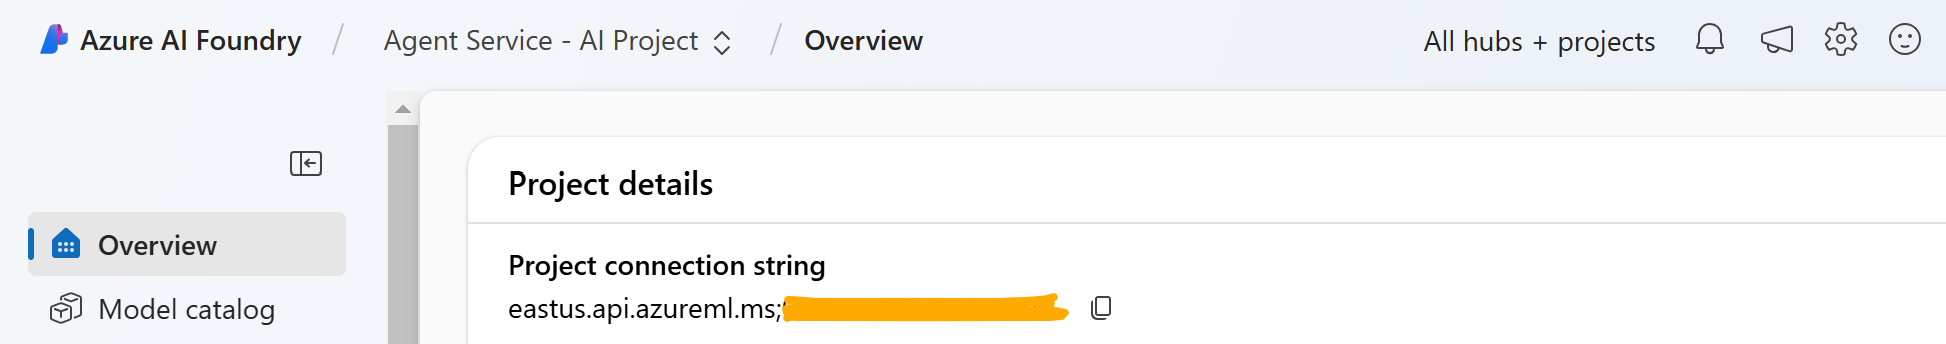 Azure AI Foundry / Agent Service - AI Project / Overview
All hubs + projects
Overview
Model catalog
Project details
Project connection string
eastus.api.azureml.ms;